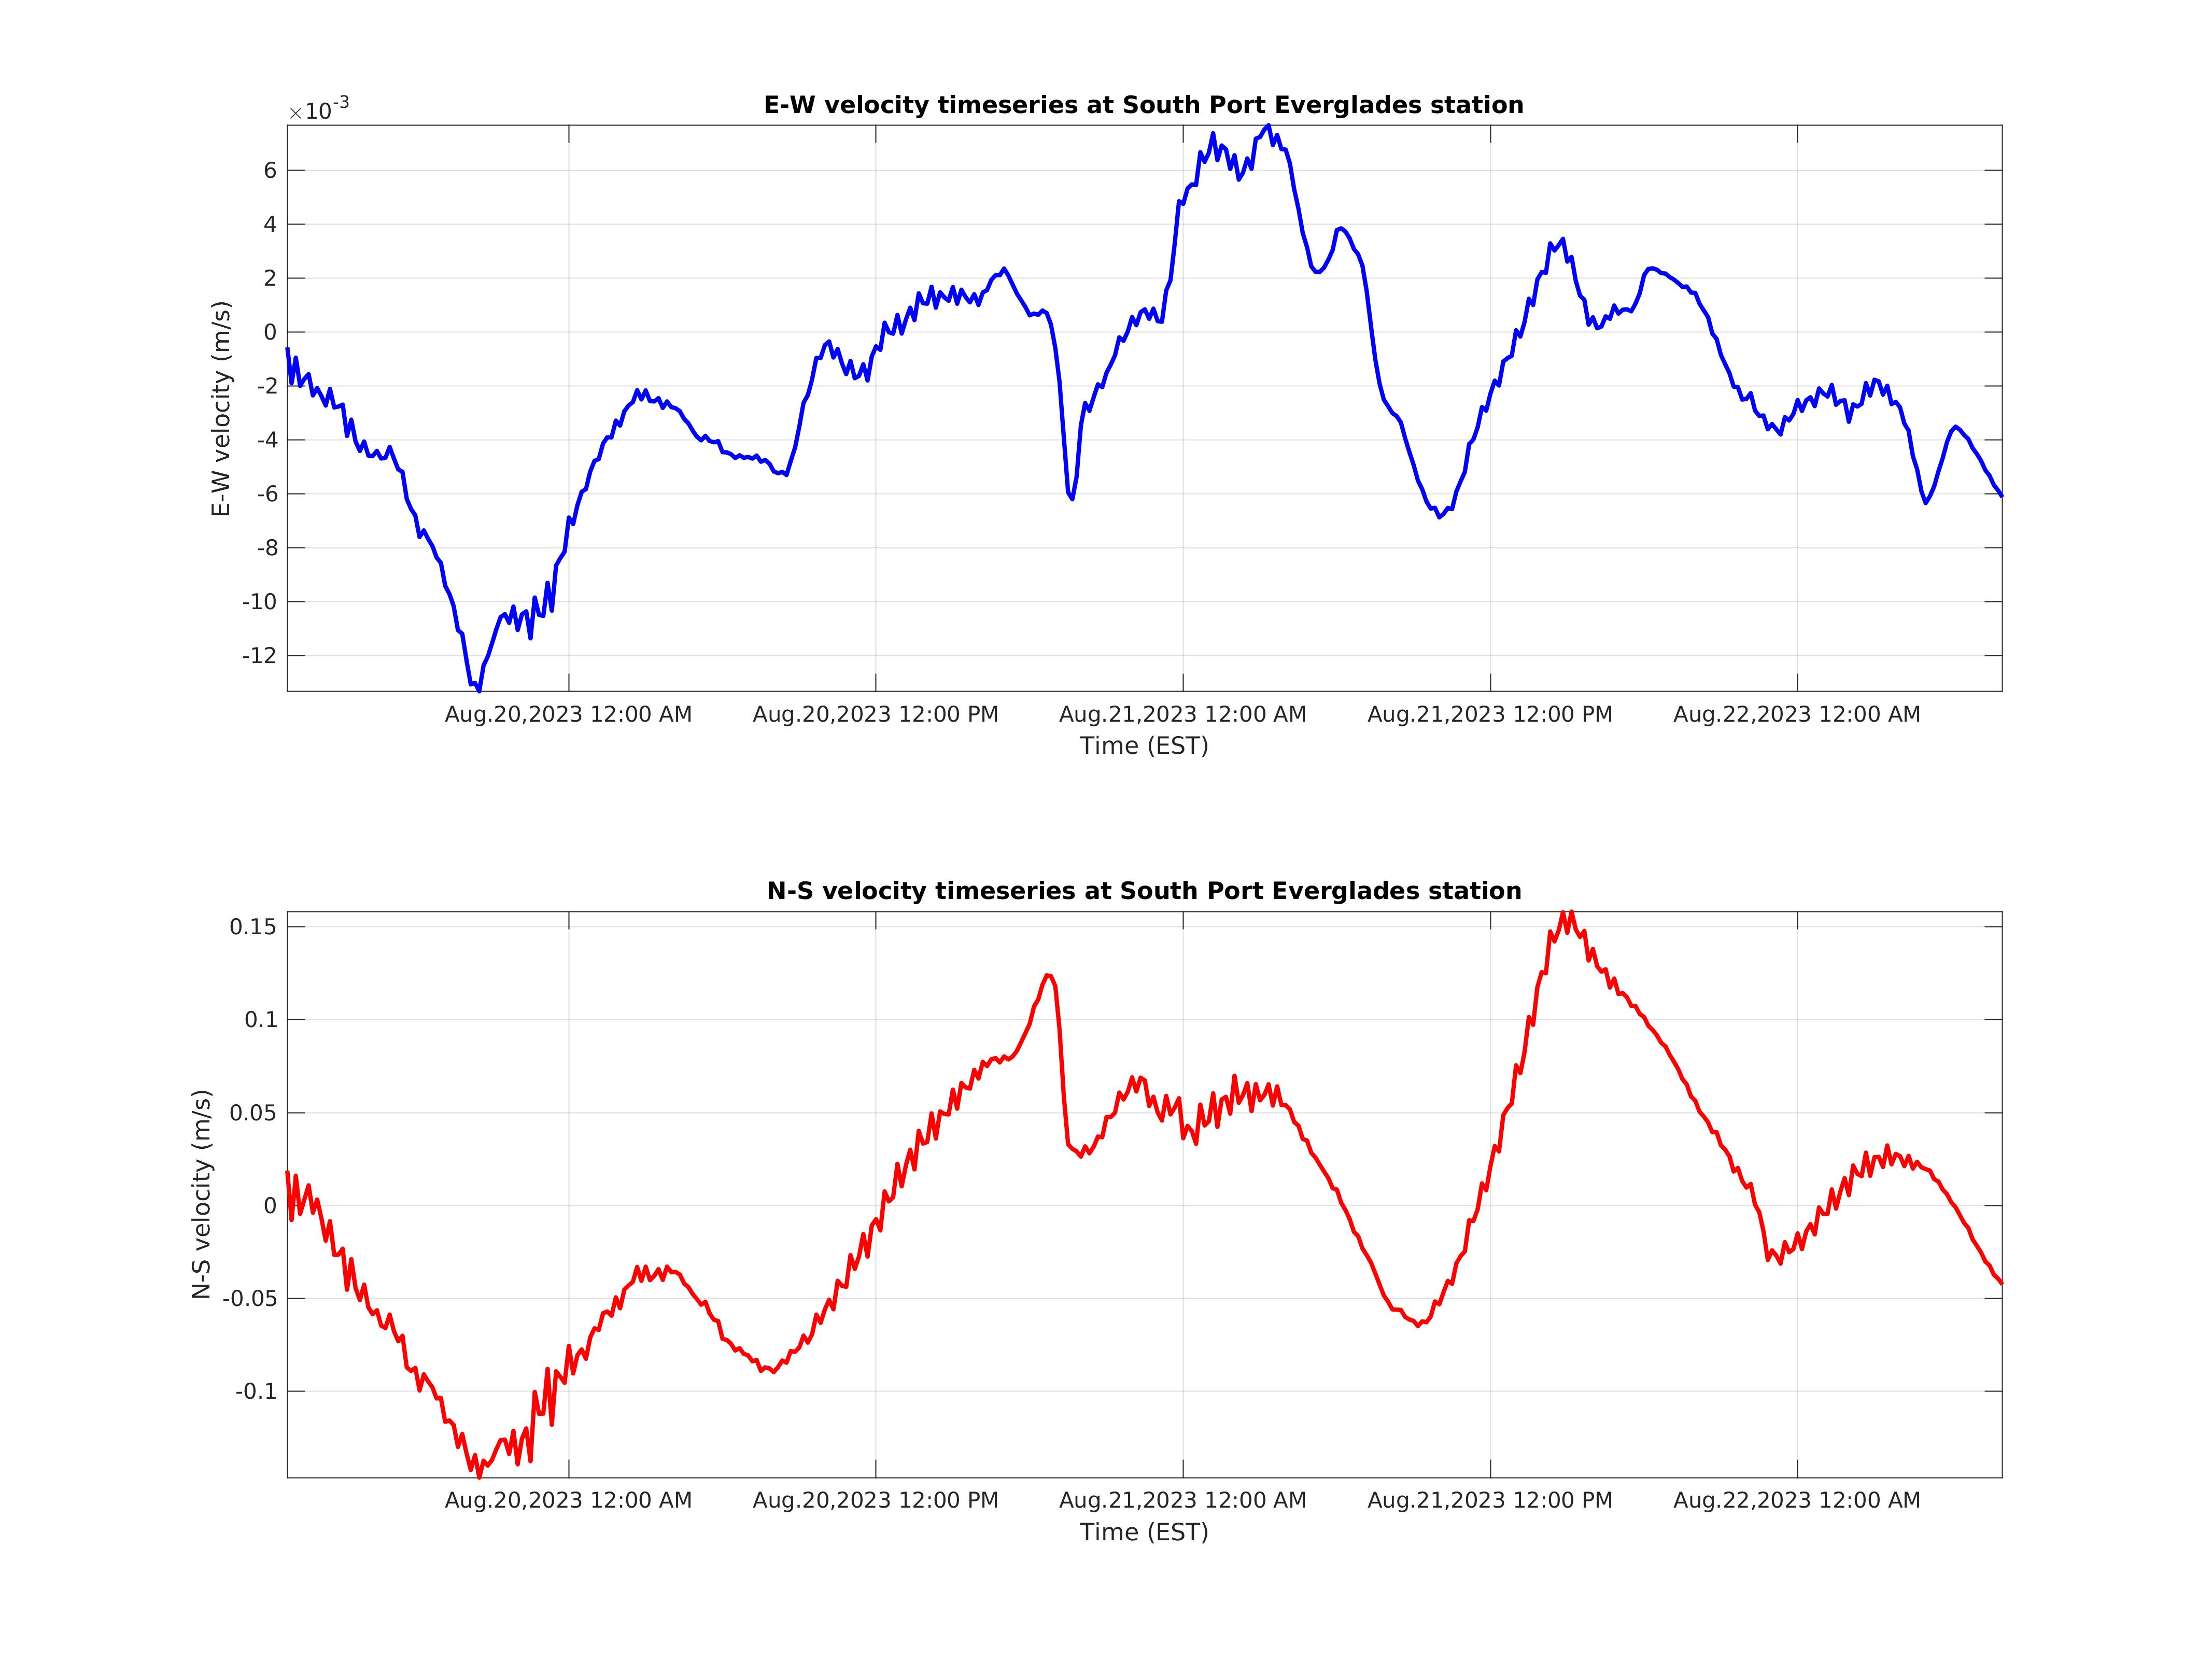 ×10-3
E-W velocity timeseries at South Port Everglades station
6
4
2
0
-2
-4
-6
-8
-10
-12
E-W velocity (m/s)
Aug.20,2023 12:00 AM
Aug.20,2023 12:00 PM
Aug.21,2023 12:00 AM
Aug.21,2023 12:00 PM
Aug.22,2023 12:00 AM
Time (EST)
N-S velocity timeseries at South Port Everglades station
0.15
0.1
0.05
0
-0.05
-0.1
N-S velocity (m/s)
Aug.20,2023 12:00 AM
Aug.20,2023 12:00 PM
Aug.21,2023 12:00 AM
Aug.21,2023 12:00 PM
Aug.22,2023 12:00 AM
Time (EST)